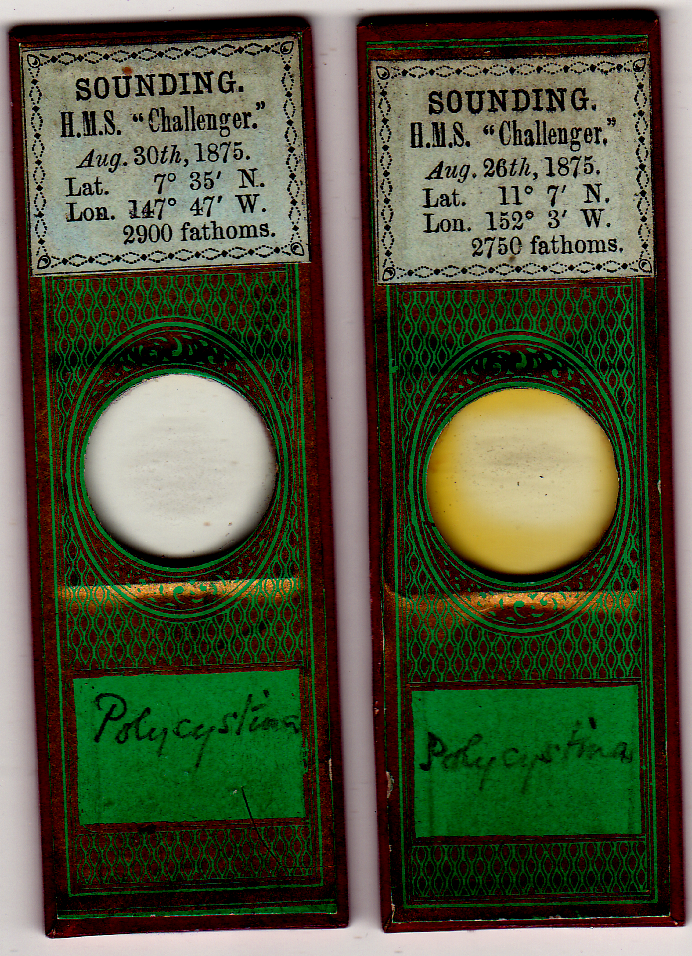 SOUNDING.
H.M.S. "Challenger."
Aug. 30th, 1875.
Lat. 7° 35′ N.
Lon. 147° 47′ W.
2900 fathoms.
Polycystina
SOUNDING.
H.M.S. "Challenger."
Aug. 26th, 1875.
Lat. 11° 7′ N.
Lon. 152° 3′ W.
2750 fathoms.
Polycystina